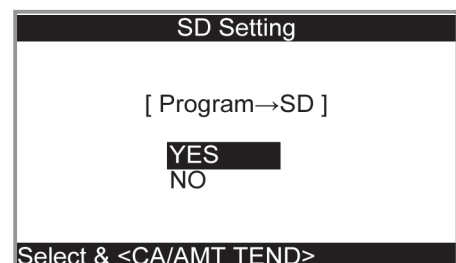 SD Setting
[ Program→SD ]
YES
NO
Select & <CA/AMT TEND>